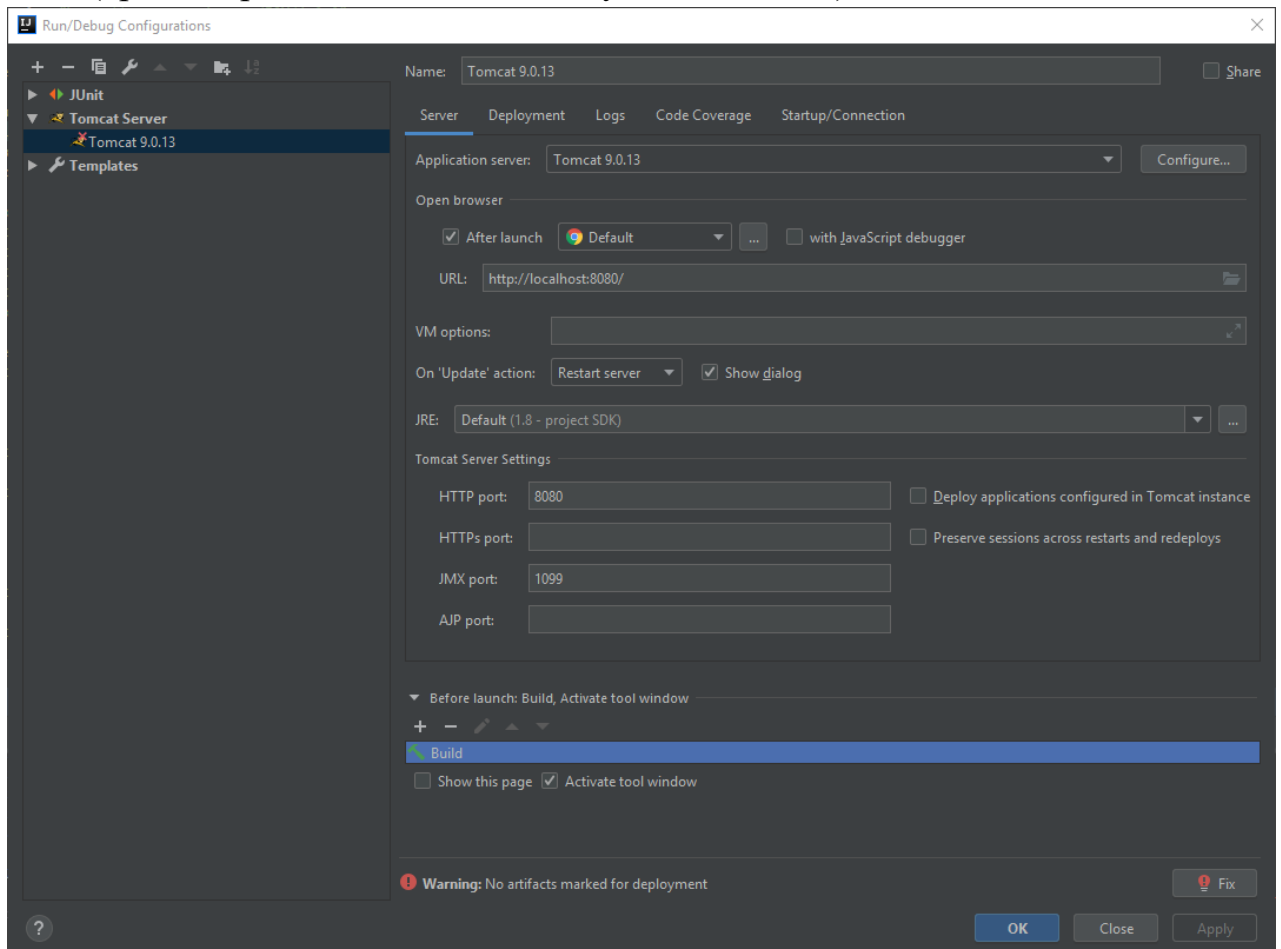 Run/Debug Configurations
Name: Tomcat 9.0.13 Share
JUnit
Tomcat Server
Tomcat 9.0.13
Templates
Server Deployment Logs Code Coverage Startup/Connection
Application server: Tomcat 9.0.13 Configure...
Open browser
After launch Default ... with JavaScript debugger
URL: http://localhost:8080/
VM options:
On 'Update' action: Restart server Show dialog
JRE: Default (1.8 - project SDK) ...
Tomcat Server Settings
HTTP port: 8080 Deploy applications configured in Tomcat instance
HTTPs port: Preserve sessions across restarts and redeploys
JMX port: 1099
AJP port:
Before launch: Build, Activate tool window
Build
Show this page Activate tool window
Warning: No artifacts marked for deployment Fix
? OK Close Apply